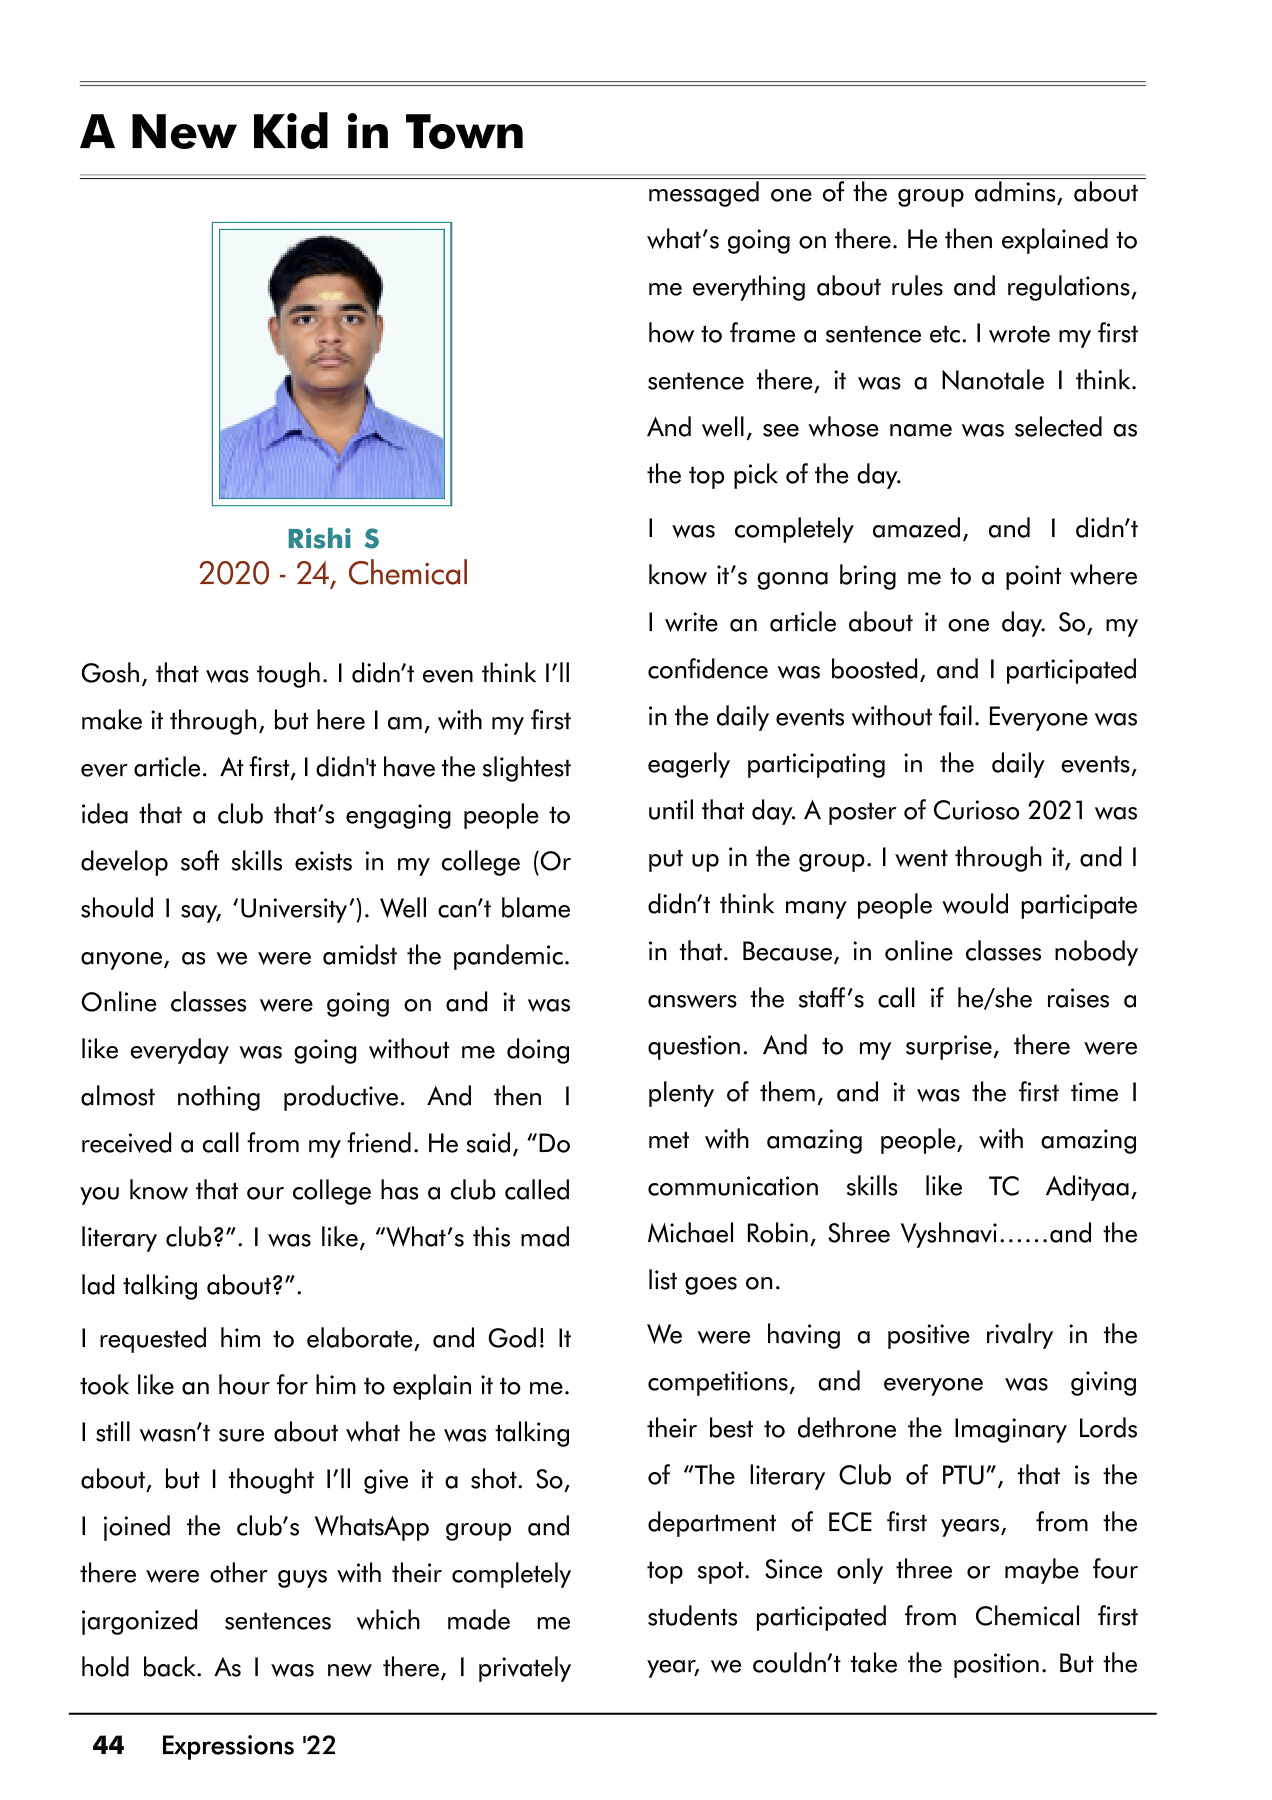 A New Kid in Town
Rishi S
2020 - 24, Chemical
Gosh, that was tough. I didn’t even think I’ll
make it through, but here I am, with my first
ever article. At first, I didn't have the slightest
idea that a club that’s engaging people to
develop soft skills exists in my college (Or
should I say, ‘University’). Well can’t blame
anyone, as we were amidst the pandemic.
Online classes were going on and it was
like everyday was going without me doing
almost nothing productive. And then I
received a call from my friend. He said, “Do
you know that our college has a club called
literary club?”. I was like, “What’s this mad
lad talking about?”.
I requested him to elaborate, and God! It
took like an hour for him to explain it to me.
I still wasn’t sure about what he was talking
about, but I thought I’ll give it a shot. So,
I joined the club’s WhatsApp group and
there were other guys with their completely
jargonized sentences which made me
hold back. As I was new there, I privately
messaged one of the group admins, about
what’s going on there. He then explained to
me everything about rules and regulations,
how to frame a sentence etc. I wrote my first
sentence there, it was a Nanotale I think.
And well, see whose name was selected as
the top pick of the day.
I was completely amazed, and I didn’t
know it’s gonna bring me to a point where
I write an article about it one day. So, my
confidence was boosted, and I participated
in the daily events without fail. Everyone was
eagerly participating in the daily events,
until that day. A poster of Curioso 2021 was
put up in the group. I went through it, and I
didn’t think many people would participate
in that. Because, in online classes nobody
answers the staff’s call if he/she raises a
question. And to my surprise, there were
plenty of them, and it was the first time I
met with amazing people, with amazing
communication skills like TC Adityaa,
Michael Robin, Shree Vyshnavi……and the
list goes on.
We were having a positive rivalry in the
competitions, and everyone was giving
their best to dethrone the Imaginary Lords
of “The literary Club of PTU”, that is the
department of ECE first years, from the
top spot. Since only three or maybe four
students participated from Chemical first
year, we couldn’t take the position. But the
44 Expressions '22